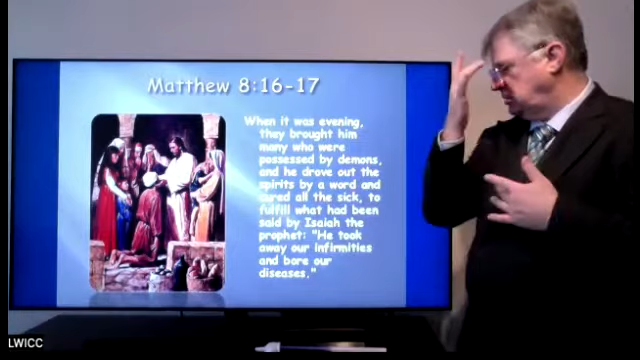 Matthew 8:16-17
When it was evening,
they brought him
many who were
possessed by demons,
and he drove out the
spirits by a word and
cured all the sick, to
fulfill what had been
said by Isaiah the
prophet: "He took
away our infirmities
and bore our
diseases."
LWICC